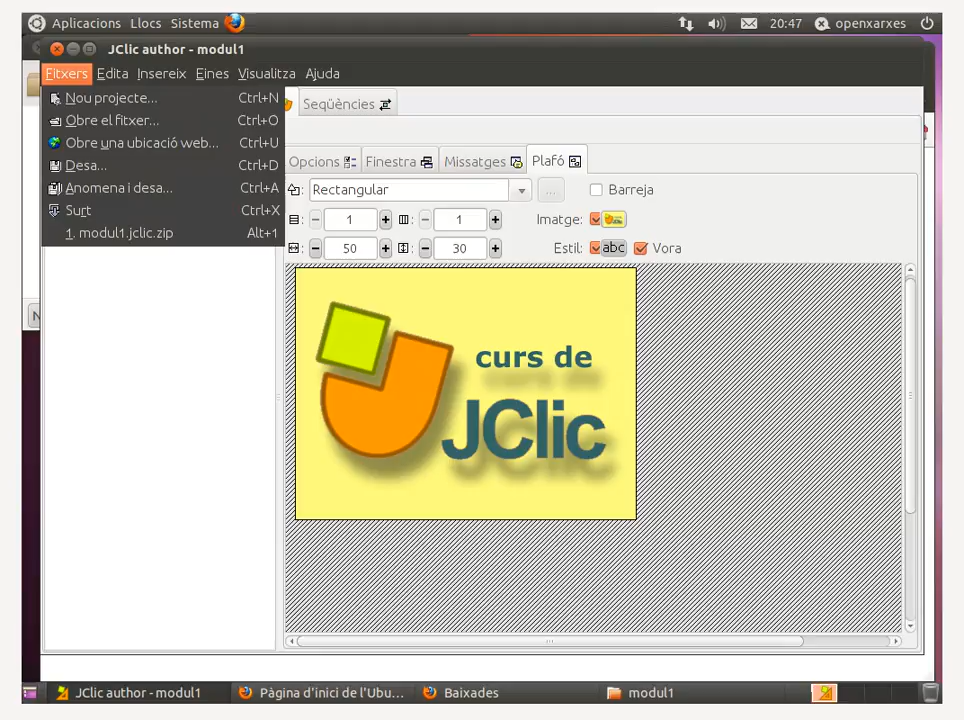 Aplicacions Llocs Sistema 20:47 openxarxes
JClic author - modul1
Fitxers Edita Insereix Eines Visualitza Ajuda
Nou projecte... Ctrl+N
Obre el fitxer... Ctrl+O
Obre una ubicació web... Ctrl+U
Desa... Ctrl+D
Anomena i desa... Ctrl+A
Surt Ctrl+X
1. modul1.jclic.zip Alt+1
Seqüències
Opcions Finestra Missatges Plafó
Rectangular ... Barreja
1 1 Imatge:
50 30 Estil: abc Vora
curs de
JClic
JClic author - modul1 Pàgina d'inici de l'Ubu... Baixades modul1